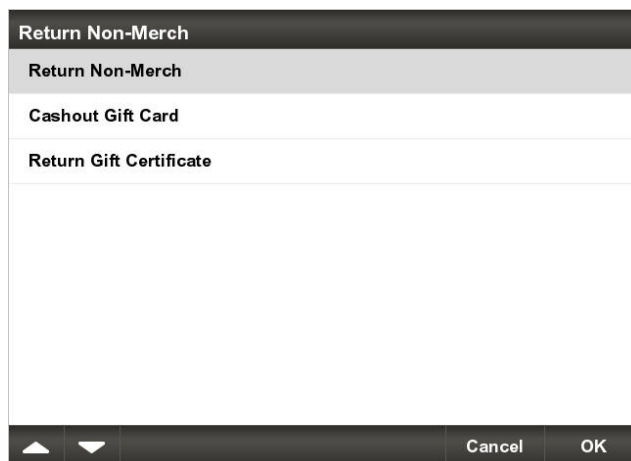 Return Non-Merch
Return Non-Merch
Cashout Gift Card
Return Gift Certificate
Cancel OK